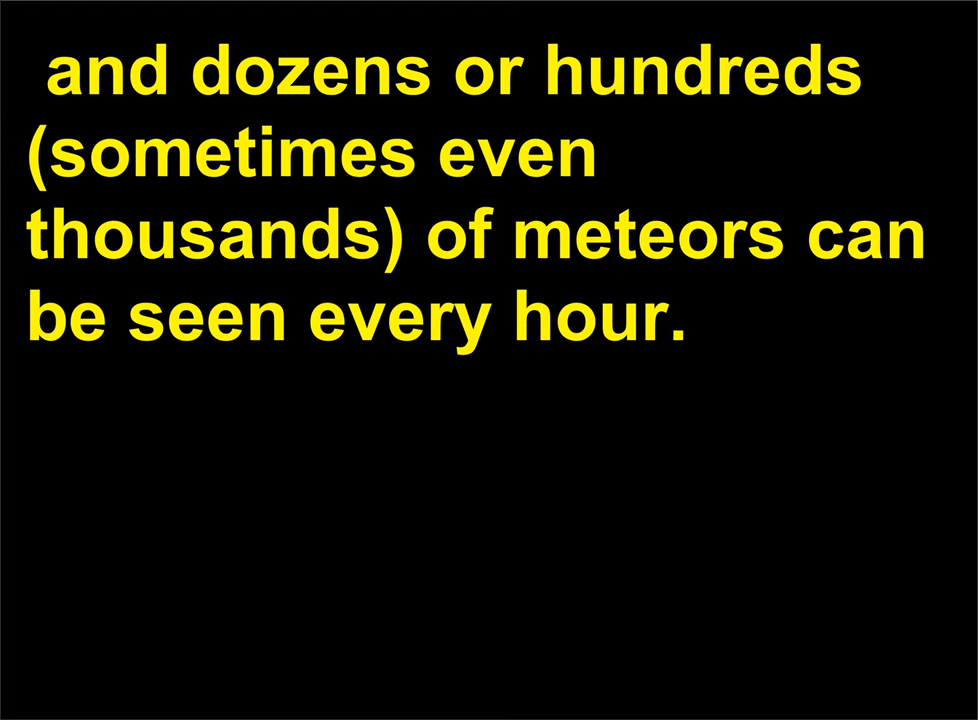 and dozens or hundreds
(sometimes even
thousands) of meteors can
be seen every hour.